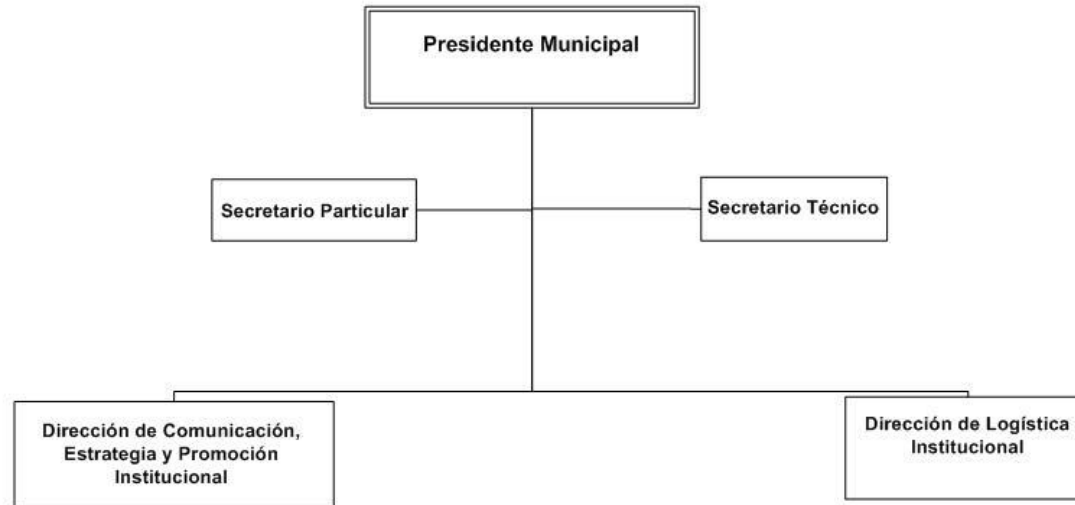 Presidente Municipal
Secretario Particular
Secretario Técnico
Dirección de Comunicación,
Estrategia y Promoción
Institucional
Dirección de Logística
Institucional